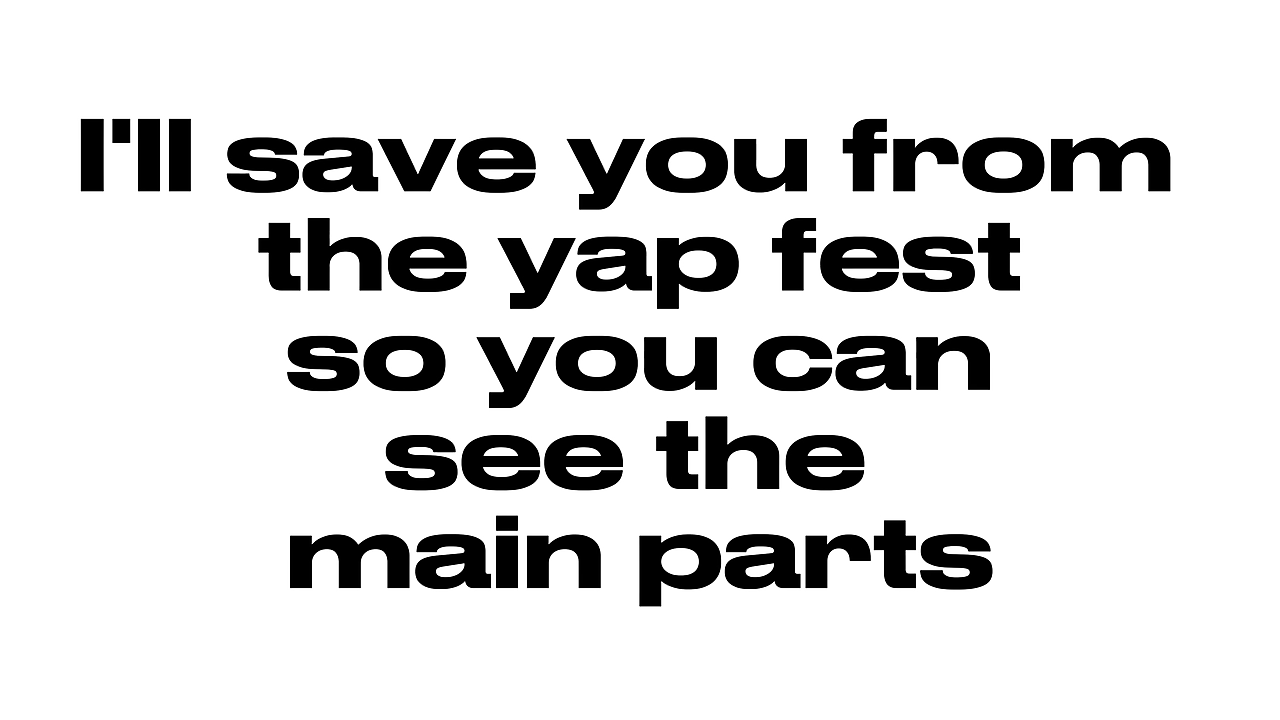 I'll save you from
the yap fest
so you can
see the
main parts